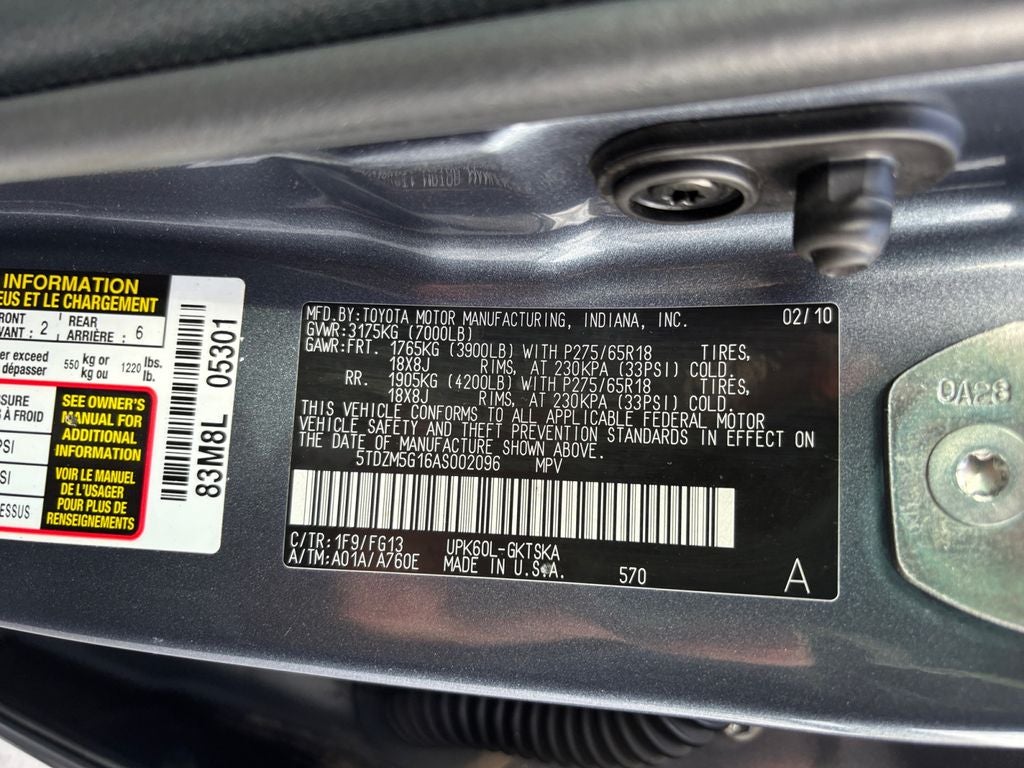 INFORMATION
EUS ET LE CHARGEMENT
FRONT
VANT : 2
REAR
ARRIÈRE : 6
er exceed
dépasser
550 kg or
kg ou
1220 lbs.
lb.
SSURE
G À FROID
PSI
SI
ESSUS
SEE OWNER'S
MANUAL FOR
ADDITIONAL
INFORMATION
VOIR LE MANUEL
DE L'USAGER
POUR PLUS DE
RENSEIGNEMENTS
83M8L 05301
MFD.BY:TOYOTA MOTOR MANUFACTURING, INDIANA, INC. 02/10
GVWR:3175KG (7000LB)
GAWR:FRT. 1765KG (3900LB) WITH P275/65R18 TIRES,
18X8J RIMS, AT 230KPA (33PSI) COLD.
RR. 1905KG (4200LB) WITH P275/65R18 TIRES,
18X8J RIMS, AT 230KPA (33PSI) COLD.
THIS VEHICLE CONFORMS TO ALL APPLICABLE FEDERAL MOTOR
VEHICLE SAFETY AND THEFT PREVENTION STANDARDS IN EFFECT ON
THE DATE OF MANUFACTURE SHOWN ABOVE.
5TDZM5G16AS002096 MPV
C/TR:1F9/FG13 UPK60L-GKTSKA
A/TM:A01A/A760E MADE IN U.S.A. 570 A
0A28